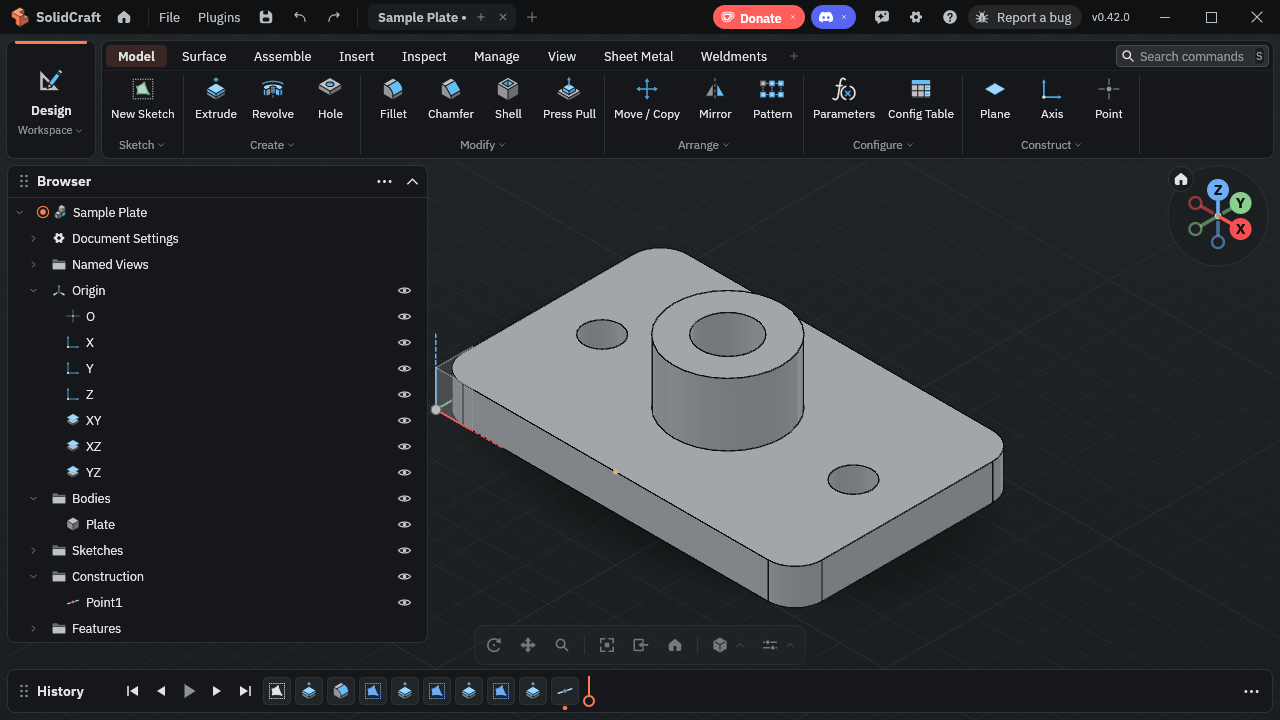 SolidCraft
File
Plugins
Sample Plate •
Donate
Report a bug
v0.42.0
Design
Workspace
Model
Surface
Assemble
Insert
Inspect
Manage
View
Sheet Metal
Weldments
Search commands
S
New Sketch
Extrude
Revolve
Hole
Fillet
Chamfer
Shell
Press Pull
Move / Copy
Mirror
Pattern
Parameters
Config Table
Plane
Axis
Point
Sketch
Create
Modify
Arrange
Configure
Construct
Browser
Sample Plate
Document Settings
Named Views
Origin
O
X
Y
Z
XY
XZ
YZ
Bodies
Plate
Sketches
Construction
Point1
Features
Z
Y
X
History